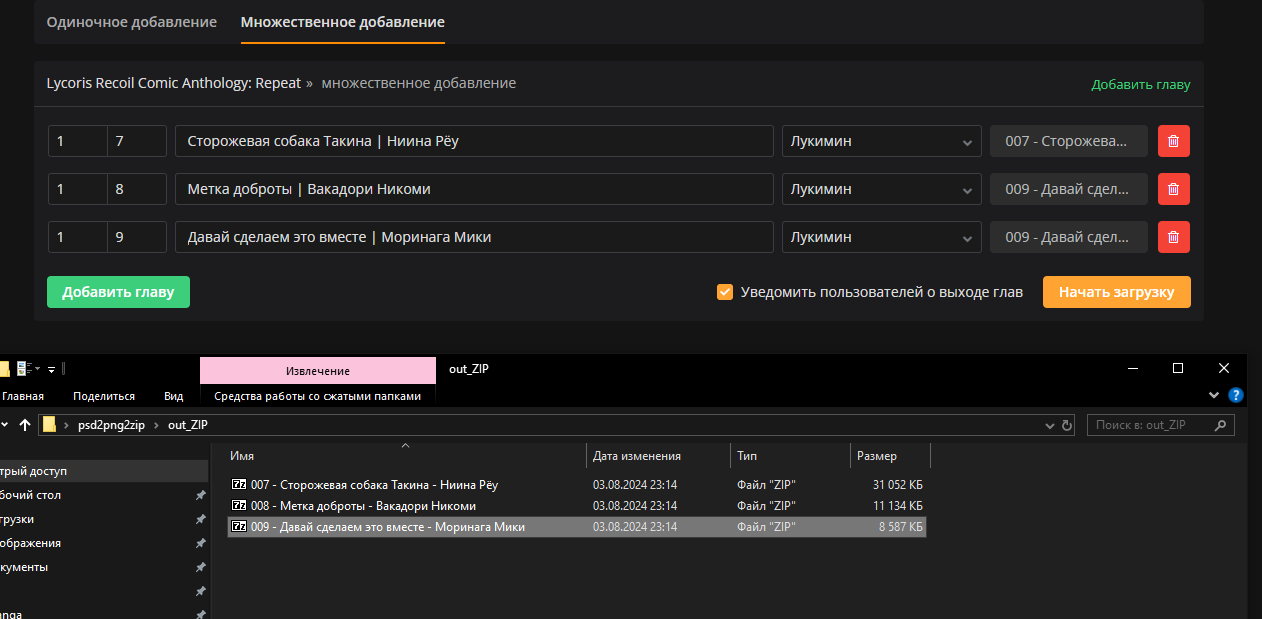 Одиночное добавление Множественное добавление
Lycoris Recoil Comic Anthology: Repeat » множественное добавление Добавить главу
1 7 Сторожевая собака Такина | Ниина Рёу Лукимин 007 - Сторожева...
1 8 Метка доброты | Вакадори Никоми Лукимин 009 - Давай сдел...
1 9 Давай сделаем это вместе | Моринага Мики Лукимин 009 - Давай сдел...
Добавить главу Уведомить пользователей о выходе глав Начать загрузку
Извлечение out_ZIP
Главная Поделиться Вид Средства работы со сжатыми папками
psd2png2zip › out_ZIP Поиск в: out_ZIP
Имя Дата изменения Тип Размер
трый доступ
007 - Сторожевая собака Такина - Ниина Рёу 03.08.2024 23:14 Файл "ZIP" 31 052 КБ
бочий стол
008 - Метка доброты - Вакадори Никоми 03.08.2024 23:14 Файл "ZIP" 11 134 КБ
грузки
009 - Давай сделаем это вместе - Моринага Мики 03.08.2024 23:14 Файл "ZIP" 8 587 КБ
ображения
кументы
nga